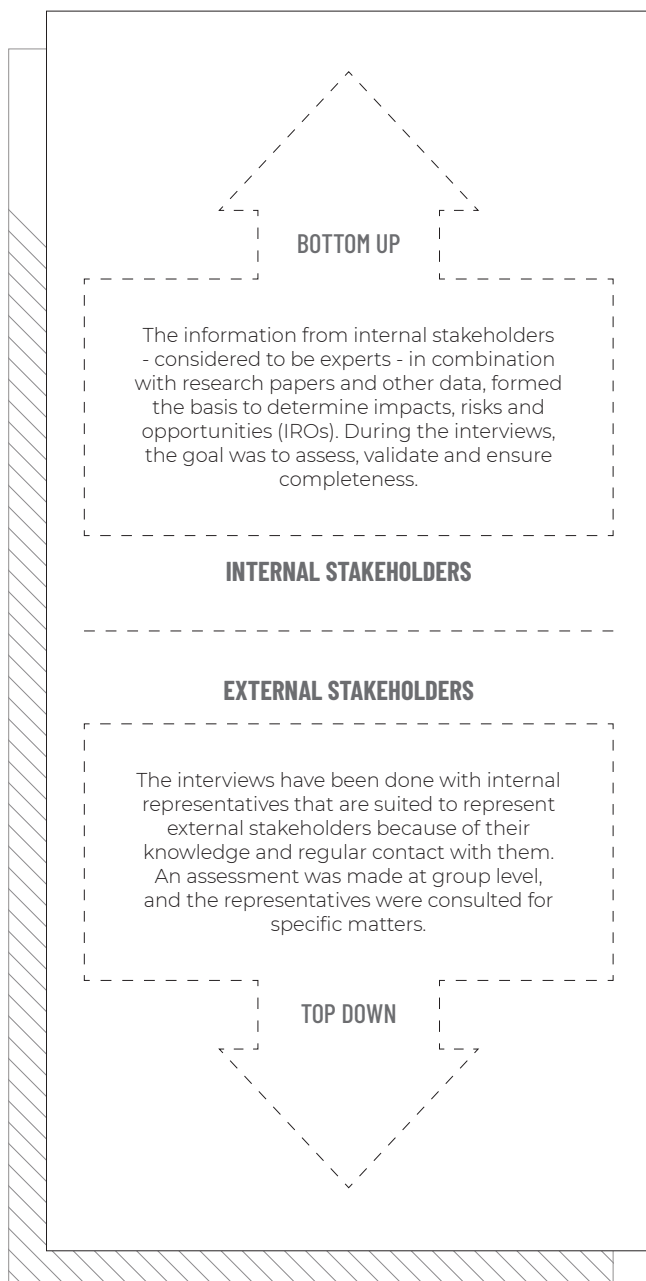 BOTTOM UP
The information from internal stakeholders
- considered to be experts - in combination
with research papers and other data, formed
the basis to determine impacts, risks and
opportunities (IROs). During the interviews,
the goal was to assess, validate and ensure
completeness.
INTERNAL STAKEHOLDERS
EXTERNAL STAKEHOLDERS
The interviews have been done with internal
representatives that are suited to represent
external stakeholders because of their
knowledge and regular contact with them.
An assessment was made at group level,
and the representatives were consulted for
specific matters.
TOP DOWN